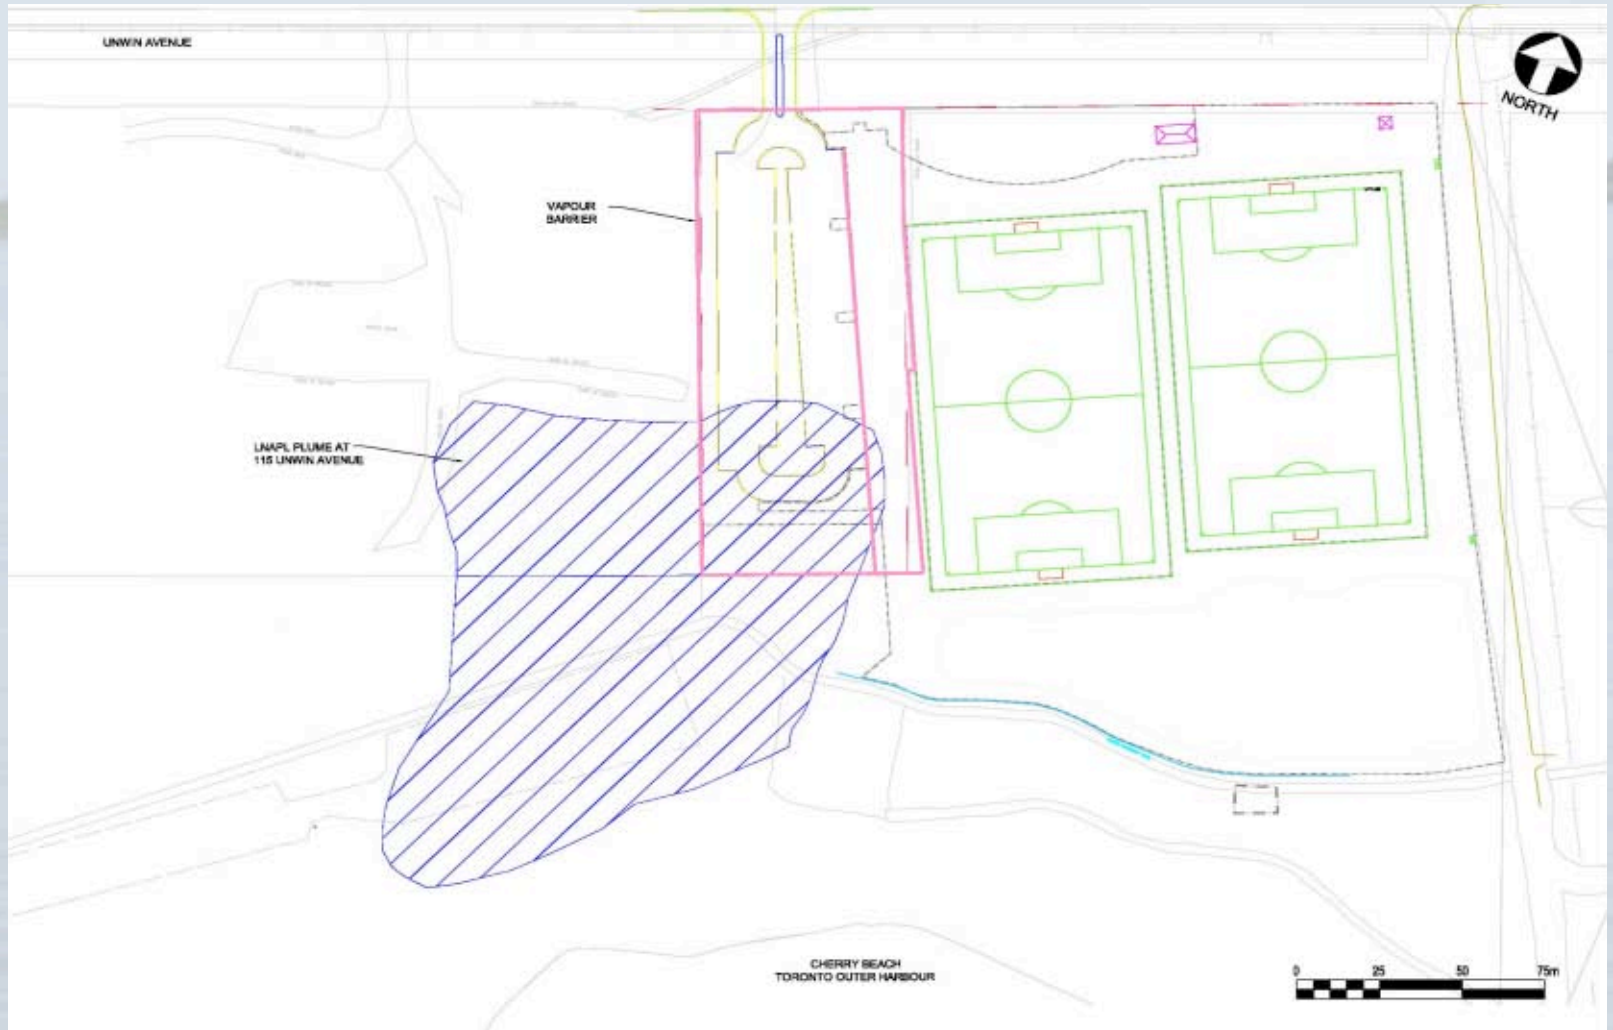 UNWIN AVENUE
NORTH
VAPOUR
BARRIER
LNAPL PLUME AT
115 UNWIN AVENUE
CHERRY BEACH
TORONTO OUTER HARBOUR
0 25 50 75m